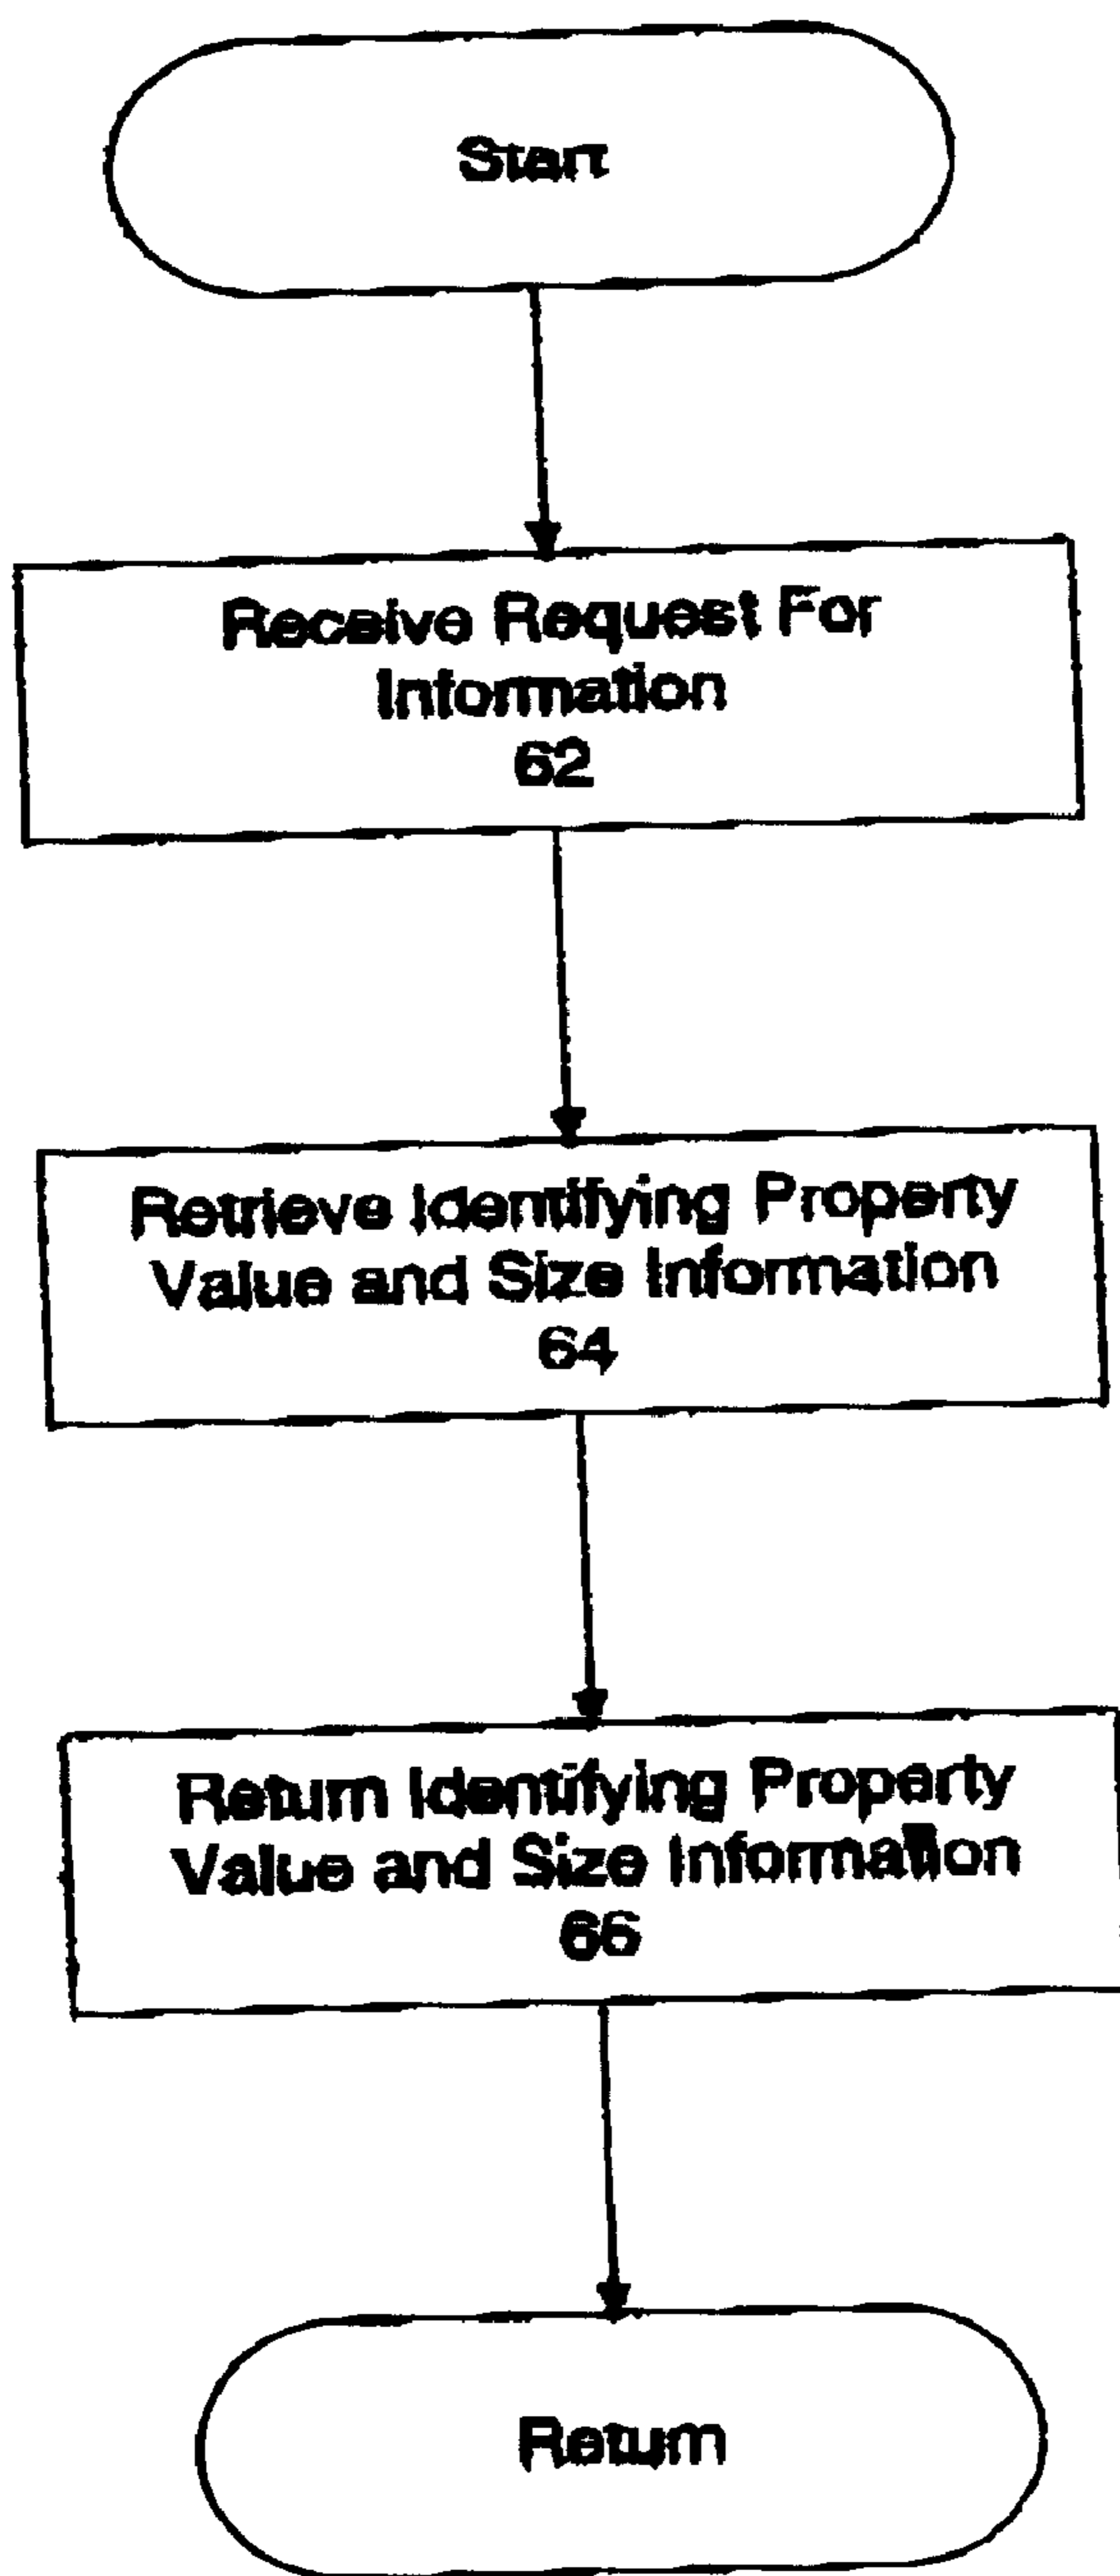 Start
Receive Request For
Information
62
Retrieve Identifying Property
Value and Size Information
64
Return Identifying Property
Value and Size Information
66
Return